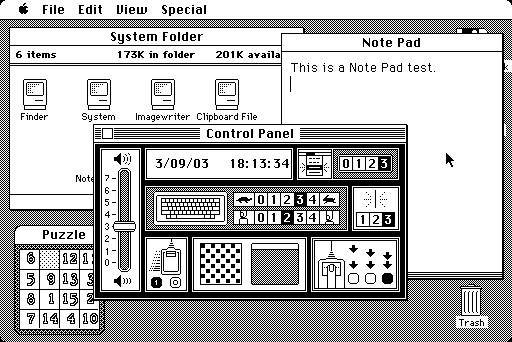 File Edit View Special
System Folder
6 items 173K in folder 201K availa
Finder System Imagewriter Clipboard File
Note
Note Pad
This is a Note Pad test.
Control Panel
3/09/03 18:13:34
0 1 2 3
7
6
5
4
3
2
1
0
0 1 2 3 4
0 1 2 3 4
1 2 3
1 0
Puzzle
6 12
5 9 13
8 1 15 2
7 14 4 10
k
Trash